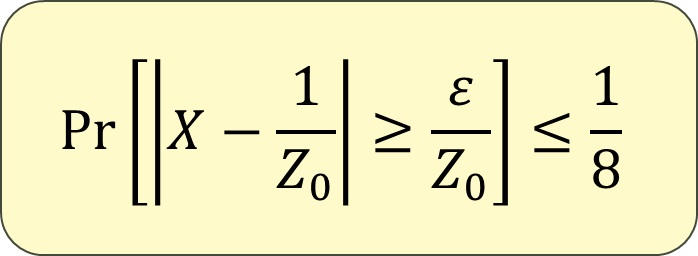 Pr[|X − 1/Z₀| ≥ ε/Z₀] ≤ 1/8